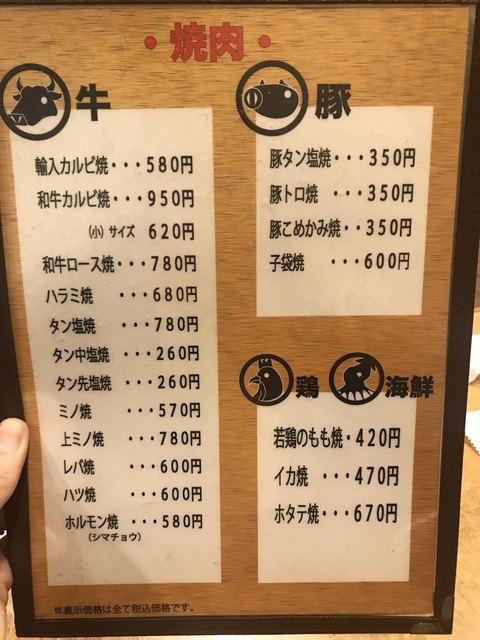 ・焼肉・
牛
輸入カルビ焼・・・580円
和牛カルビ焼・・・950円
(小)サイズ 620円
和牛ロース焼・・・780円
ハラミ焼 ・・・680円
タン塩焼 ・・・780円
タン中塩焼 ・・・260円
タン先塩焼 ・・・260円
ミノ焼 ・・・570円
上ミノ焼 ・・・780円
レバ焼 ・・・600円
ハツ焼 ・・・600円
ホルモン焼 ・・・580円
(シマチョウ)
豚
豚タン塩焼・・・350円
豚トロ焼 ・・・350円
豚こめかみ焼・・350円
子袋焼 ・・・600円
鶏 海鮮
若鶏のもも焼・420円
イカ焼 ・・・470円
ホタテ焼・・・670円
※表示価格は全て税込価格です。